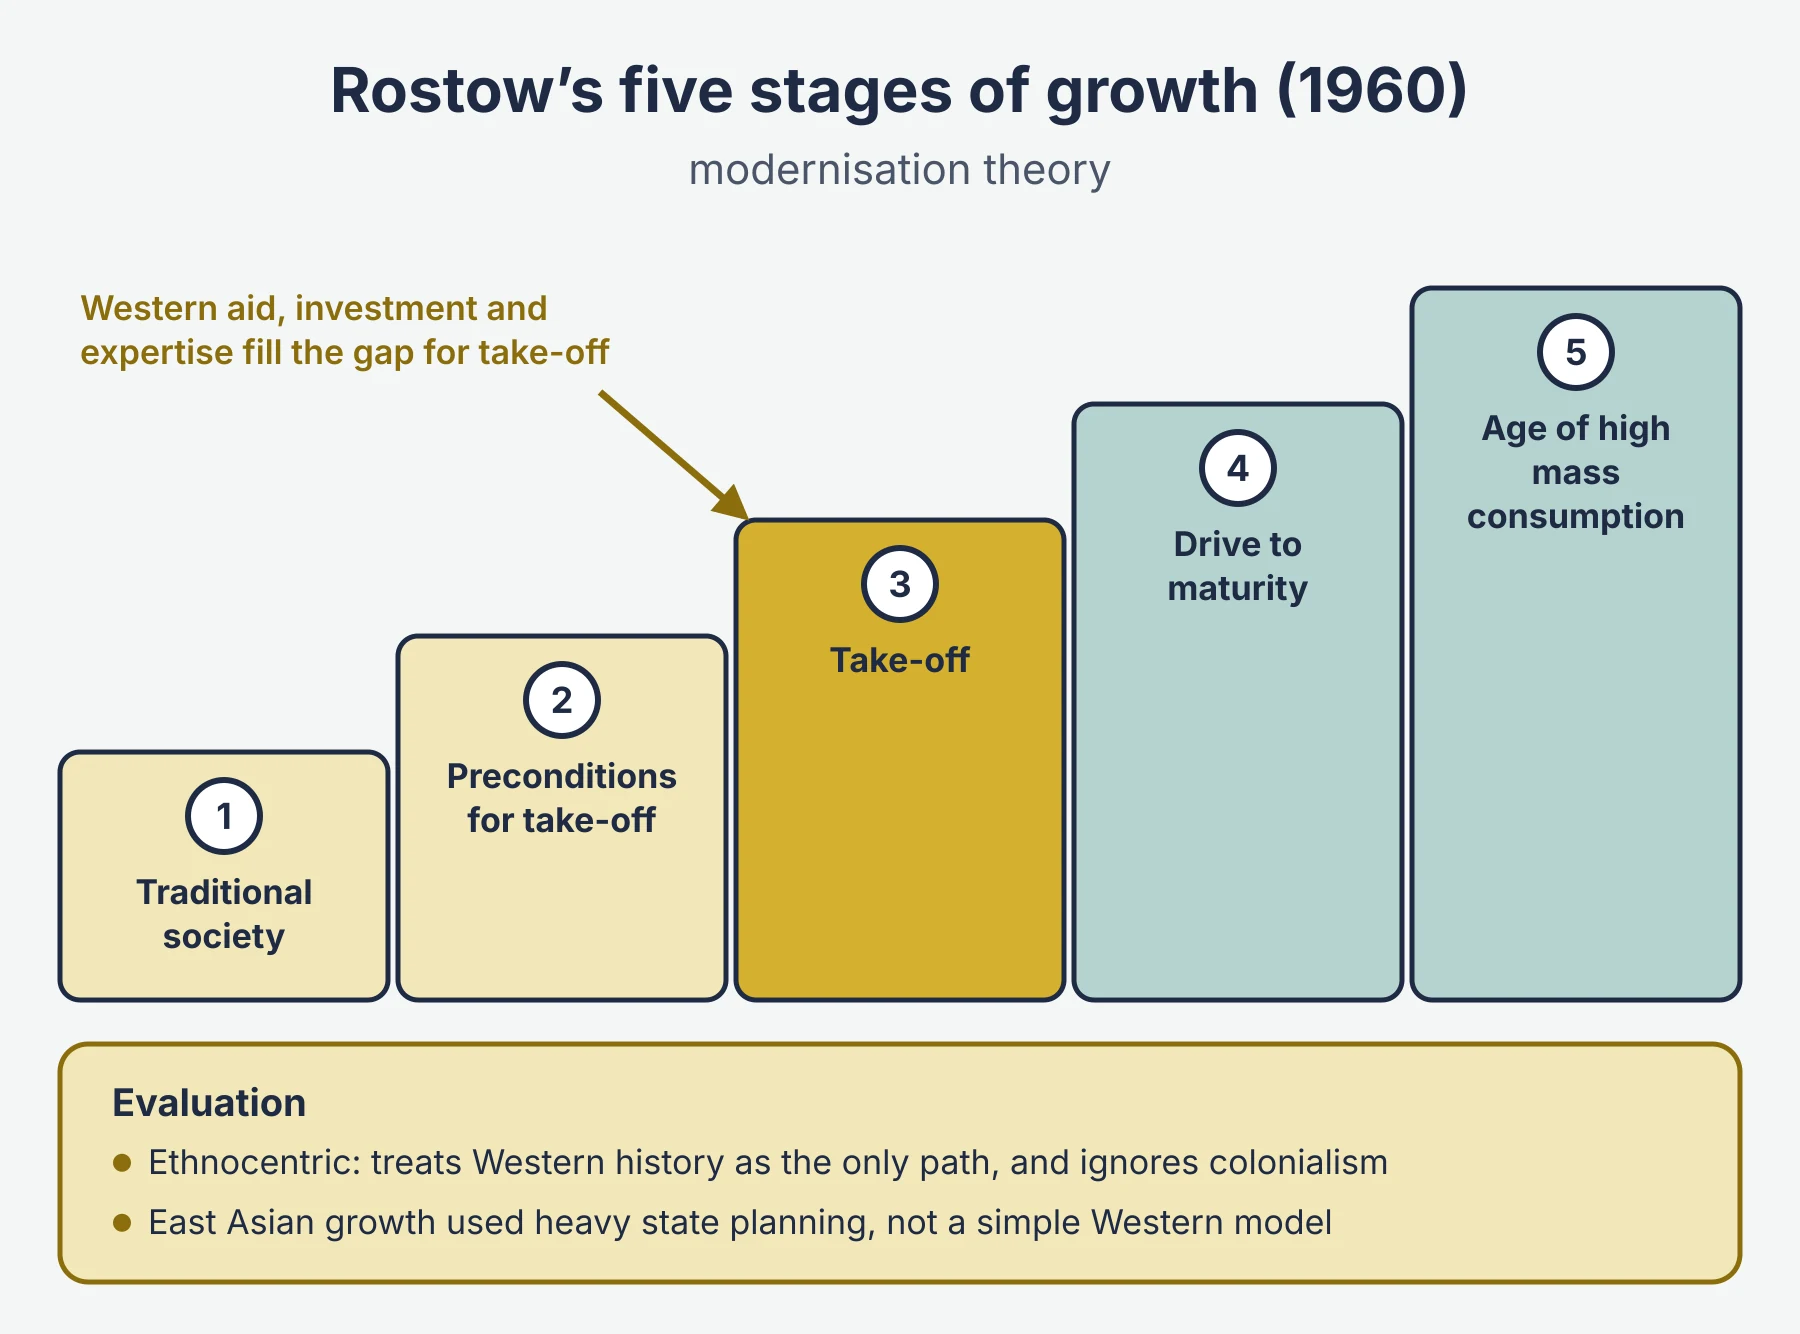 Rostow’s five stages of growth (1960)
modernisation theory
Western aid, investment and
expertise fill the gap for take-off
1
Traditional
society
2
Preconditions
for take-off
3
Take-off
4
Drive to
maturity
5
Age of high
mass
consumption
Evaluation
● Ethnocentric: treats Western history as the only path, and ignores colonialism
● East Asian growth used heavy state planning, not a simple Western model